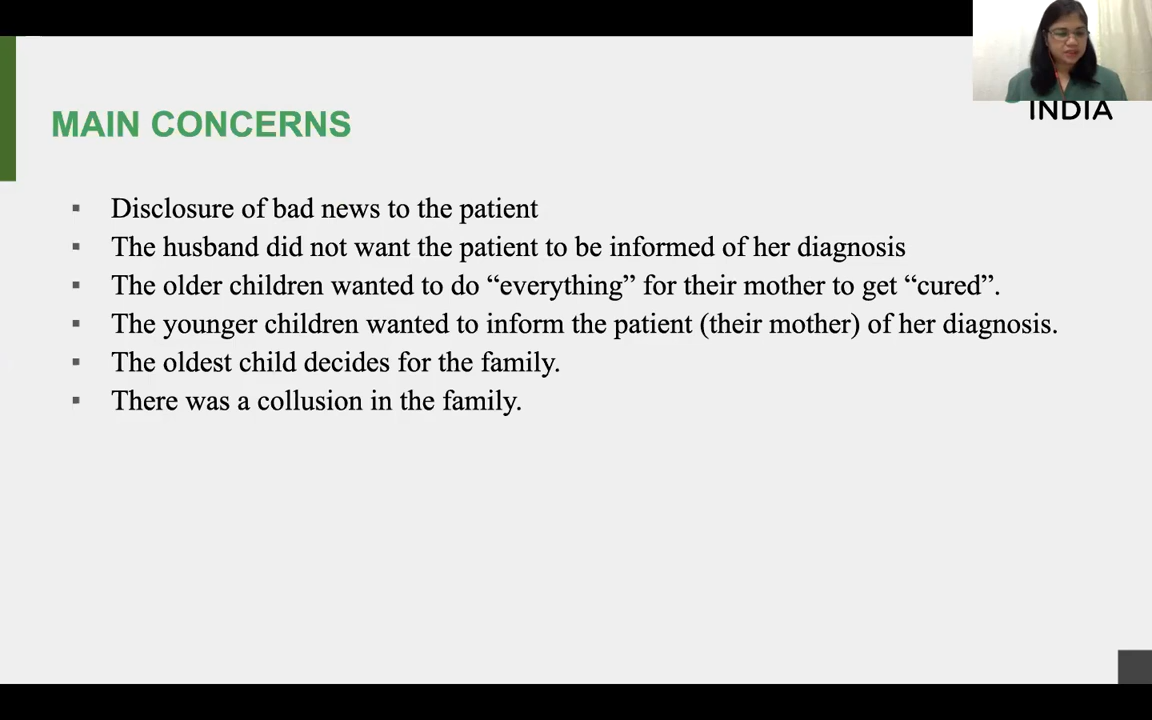 INDIA
MAIN CONCERNS
▪ Disclosure of bad news to the patient
▪ The husband did not want the patient to be informed of her diagnosis
▪ The older children wanted to do “everything” for their mother to get “cured”.
▪ The younger children wanted to inform the patient (their mother) of her diagnosis.
▪ The oldest child decides for the family.
▪ There was a collusion in the family.